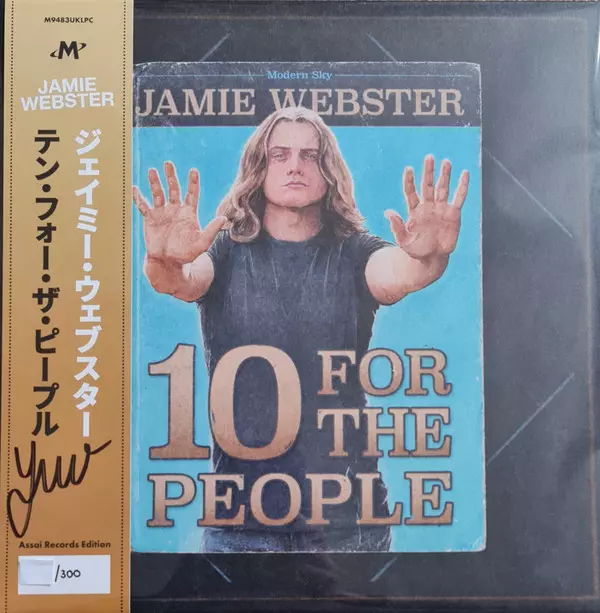 M9483UKLPC
M
JAMIE
WEBSTER
ジェイミー・ウェブスター
テン・フォー・ザ・ピープル
Assai Records Edition
/300
Modern Sky
JAMIE WEBSTER
10 FOR
THE
PEOPLE